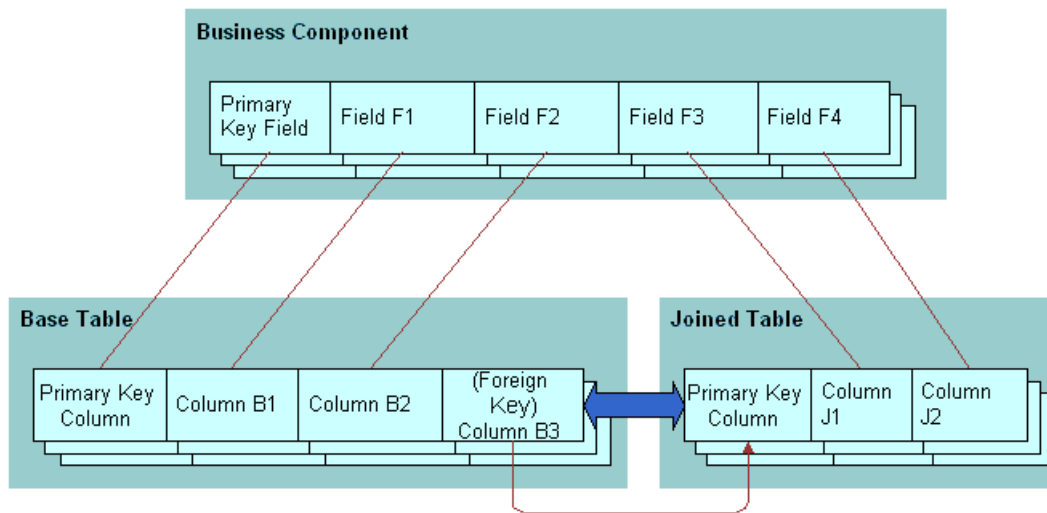 Business Component
Primary
Key Field
Field F1
Field F2
Field F3
Field F4
Base Table
Primary Key
Column
Column B1
Column B2
(Foreign
Key)
Column B3
Joined Table
Primary Key
Column
Column
J1
Column
J2